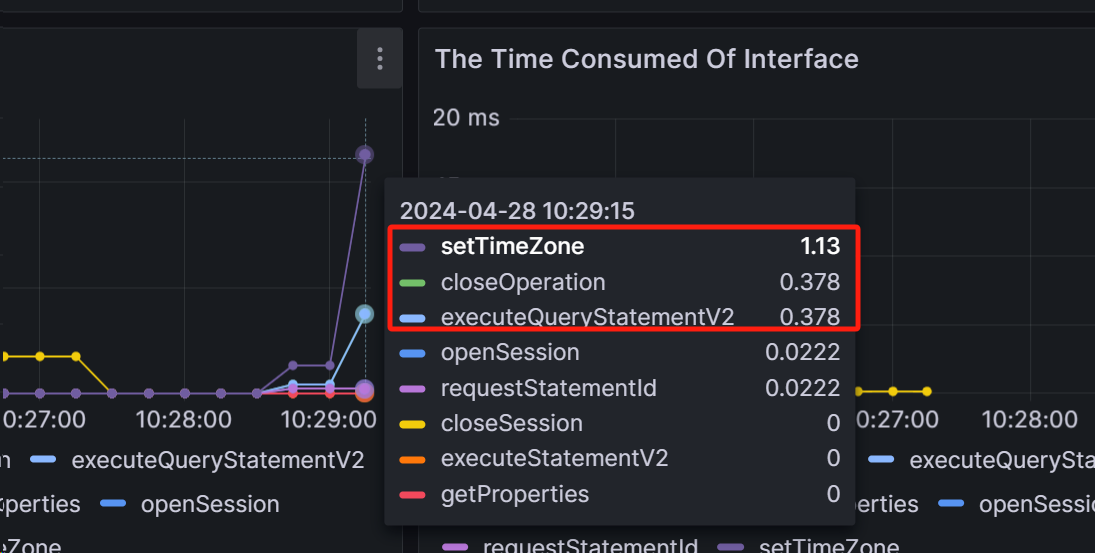 The Time Consumed Of Interface
20 ms
2024-04-28 10:29:15
setTimeZone 1.13
closeOperation 0.378
executeQueryStatementV2 0.378
openSession 0.0222
requestStatementId 0.0222
closeSession 0
executeStatementV2 0
getProperties 0
0:27:00 10:28:00 10:29:00 0:27:00 10:28:00
n executeQueryStatementV2 executeQuerySta
perties openSession erties openSess
eZone requestStatementId setTimeZone